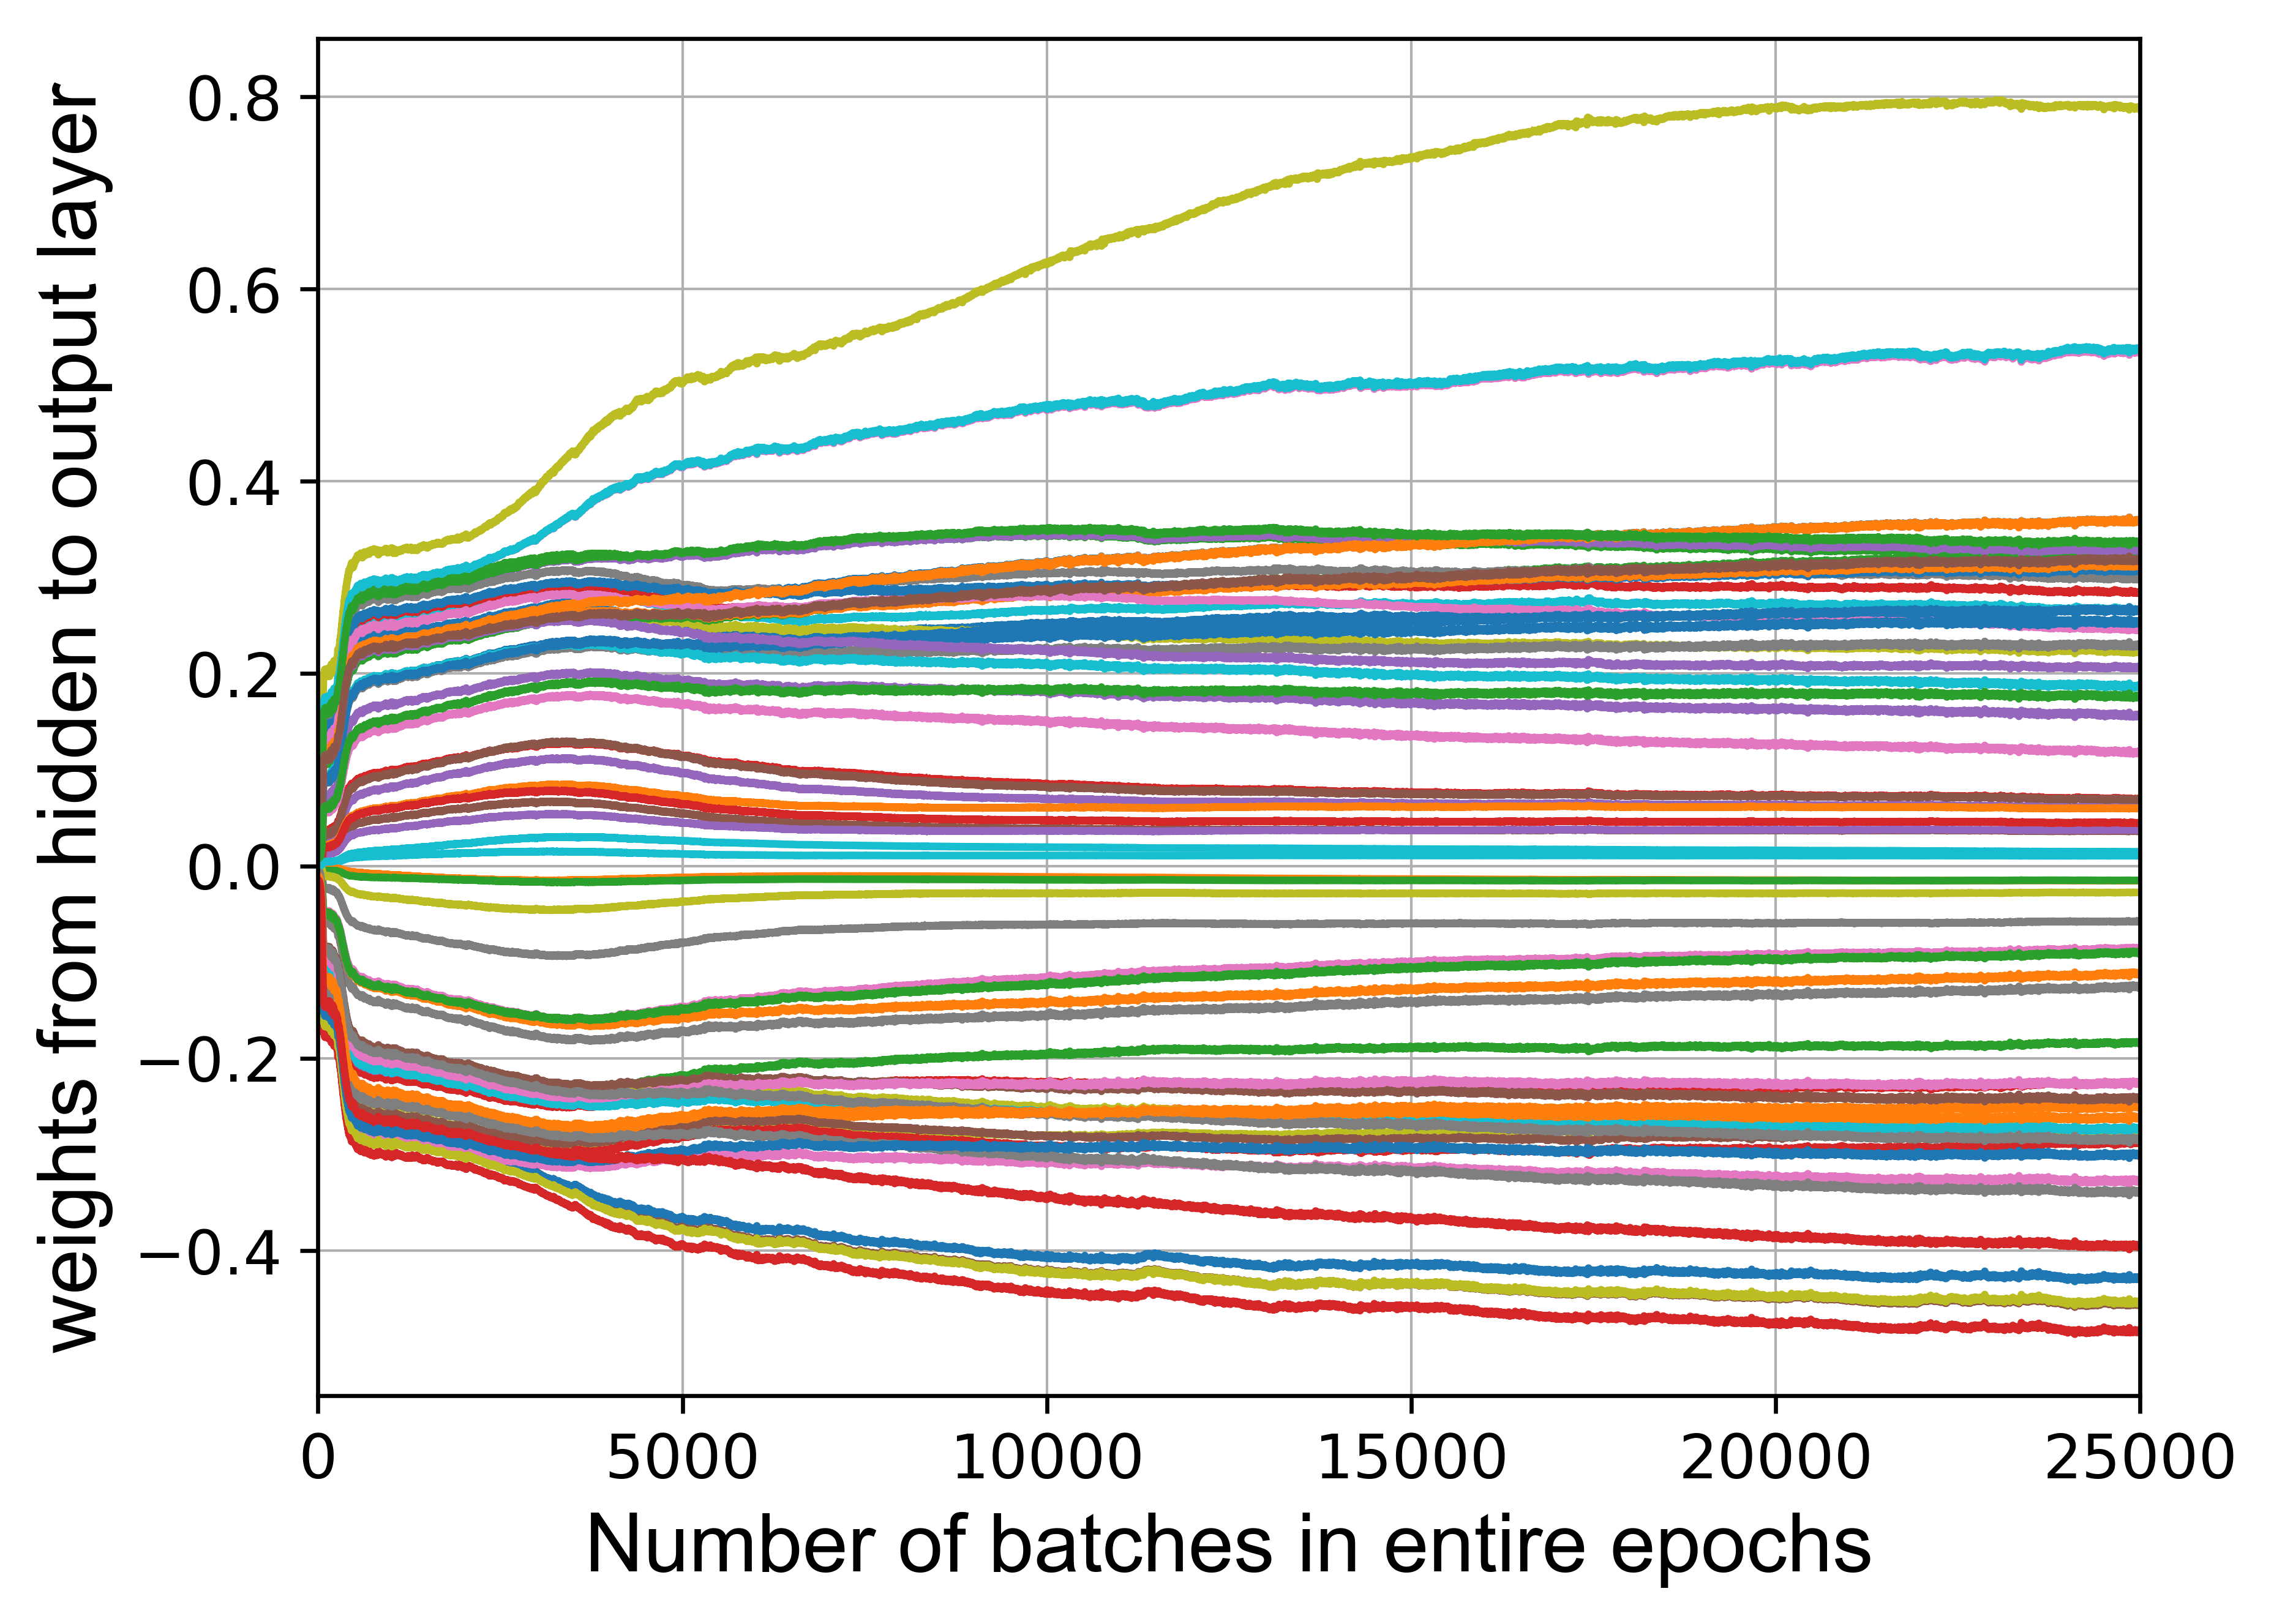 weights from hidden to output layer
0.8
0.6
0.4
0.2
0.0
−0.2
−0.4
0 5000 10000 15000 20000 25000
Number of batches in entire epochs